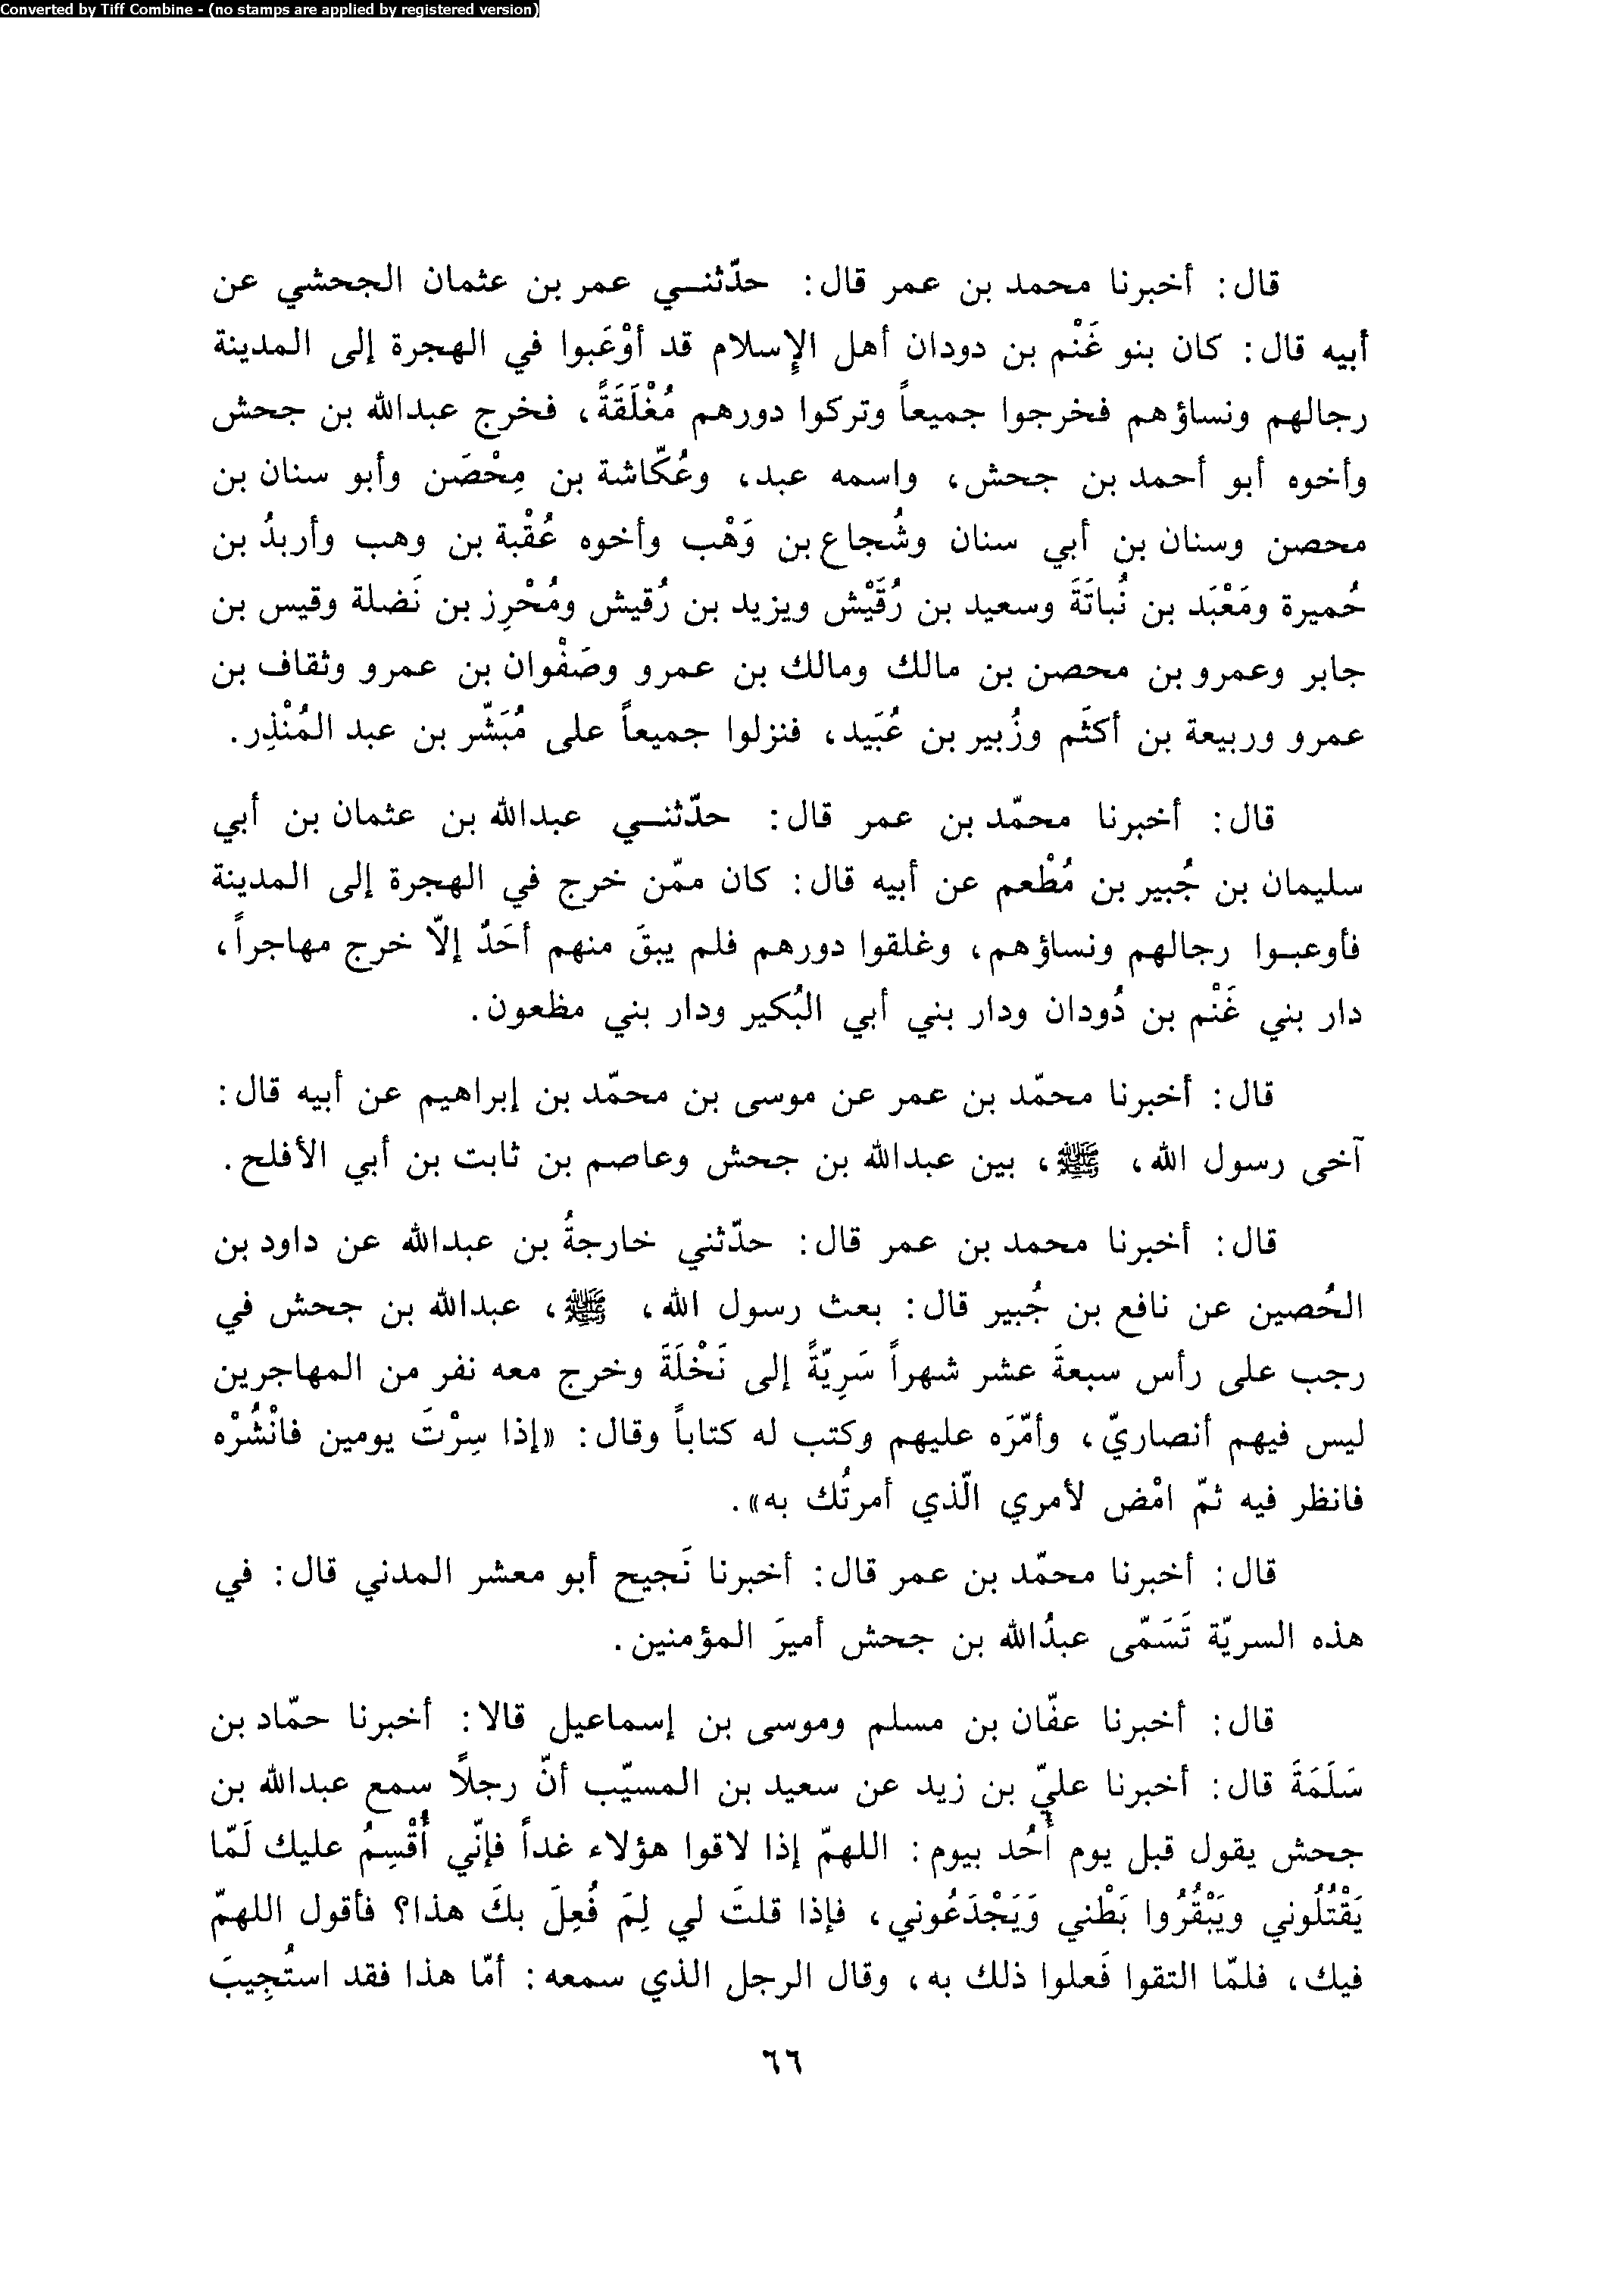 Converted by Tiff Combine - (no stamps are applied by registered version)
قال: أخبرنا محمد بن عمر قال: حدّثنـي عمر بن عثمان الجحشي عن
أبيه قال: كان بنو غَنْم بن دودان أهل الإسلام قد أوْعَبوا في الهجرة إلى المدينة
رجالهم ونساؤهم فخرجوا جميعاً وتركوا دورهم مُغْلَقَةً، فخرج عبدالله بن جحش
وأخوه أبو أحمد بن جحش، واسمه عبد، وعُكّاشة بن مِحْصَن وأبو سنان بن
محصن وسنان بن أبي سنان وشُجاع بن وَهْب وأخوه عُقْبة بن وهب وأربدُ بن
حُميرة ومَعْبَد بن نُباتَةَ وسعيد بن رُقَيْش ويزيد بن رُقيش ومُحْرِز بن نَضلة وقيس بن
جابر وعمرو بن محصن بن مالك ومالك بن عمرو وصَفْوان بن عمرو وثقاف بن
عمرو وربيعة بن أكثَم وزُبير بن عُبَيد، فنزلوا جميعاً على مُبَشّر بن عبد المُنْذِر.
قال: أخبرنا محمّد بن عمر قال: حدّثنـي عبدالله بن عثمان بن أبي
سليمان بن جُبير بن مُطْعم عن أبيه قال: كان ممّن خرج في الهجرة إلى المدينة
فأوعبـوا رجالهم ونساؤهم، وغلقوا دورهم فلم يبقَ منهم أحَدٌ إلاّ خرج مهاجراً،
دار بني غَنْم بن دُودان ودار بني أبي البُكير ودار بني مظعون.
قال: أخبرنا محمّد بن عمر عن موسى بن محمّد بن إبراهيم عن أبيه قال:
آخى رسول الله، ﷺ، بين عبدالله بن جحش وعاصم بن ثابت بن أبي الأفلح.
قال: أخبرنا محمد بن عمر قال: حدّثني خارجةُ بن عبدالله عن داود بن
الحُصين عن نافع بن جُبير قال: بعث رسول الله، ﷺ، عبدالله بن جحش في
رجب على رأس سبعةَ عشر شهراً سَرِيّةً إلى نَخْلَةَ وخرج معه نفر من المهاجرين
ليس فيهم أنصاريّ، وأمّرَه عليهم وكتب له كتاباً وقال: «إذا سِرْتَ يومين فانْشُرْه
فانظر فيه ثمّ امْض لأمري الّذي أمرتُك به».
قال: أخبرنا محمّد بن عمر قال: أخبرنا نَجيح أبو معشر المدني قال: في
هذه السريّة تَسَمّى عبدُالله بن جحش أميرَ المؤمنين.
قال: أخبرنا عفّان بن مسلم وموسى بن إسماعيل قالا: أخبرنا حمّاد بن
سَلَمَةَ قال: أخبرنا عليّ بن زيد عن سعيد بن المسيّب أنّ رجلاً سمع عبدالله بن
جحش يقول قبل يوم أُحُد بيوم: اللهمّ إذا لاقوا هؤلاء غداً فإنّي أُقْسِمُ عليك لَمّا
يَقْتُلُوني ويَبْقُرُوا بَطْني وَيَجْدَعُوني، فإذا قلتَ لي لِمَ فُعِلَ بكَ هذا؟ فأقول اللهمّ
فيك، فلمّا التقوا فَعلوا ذلك به، وقال الرجل الذي سمعه: أمّا هذا فقد استُجِيبَ
٦٦